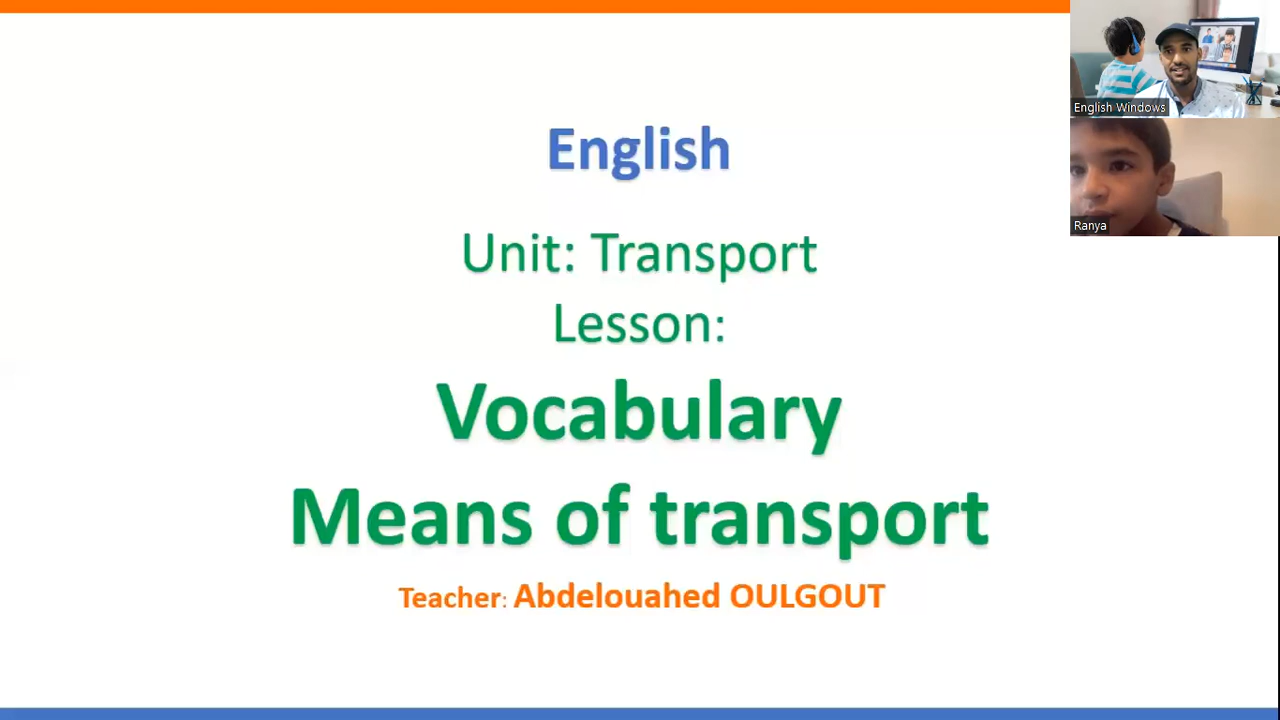 English
Unit: Transport
Lesson:
Vocabulary
Means of transport
Teacher: Abdelouahed OULGOUT
English Windows
Ranya